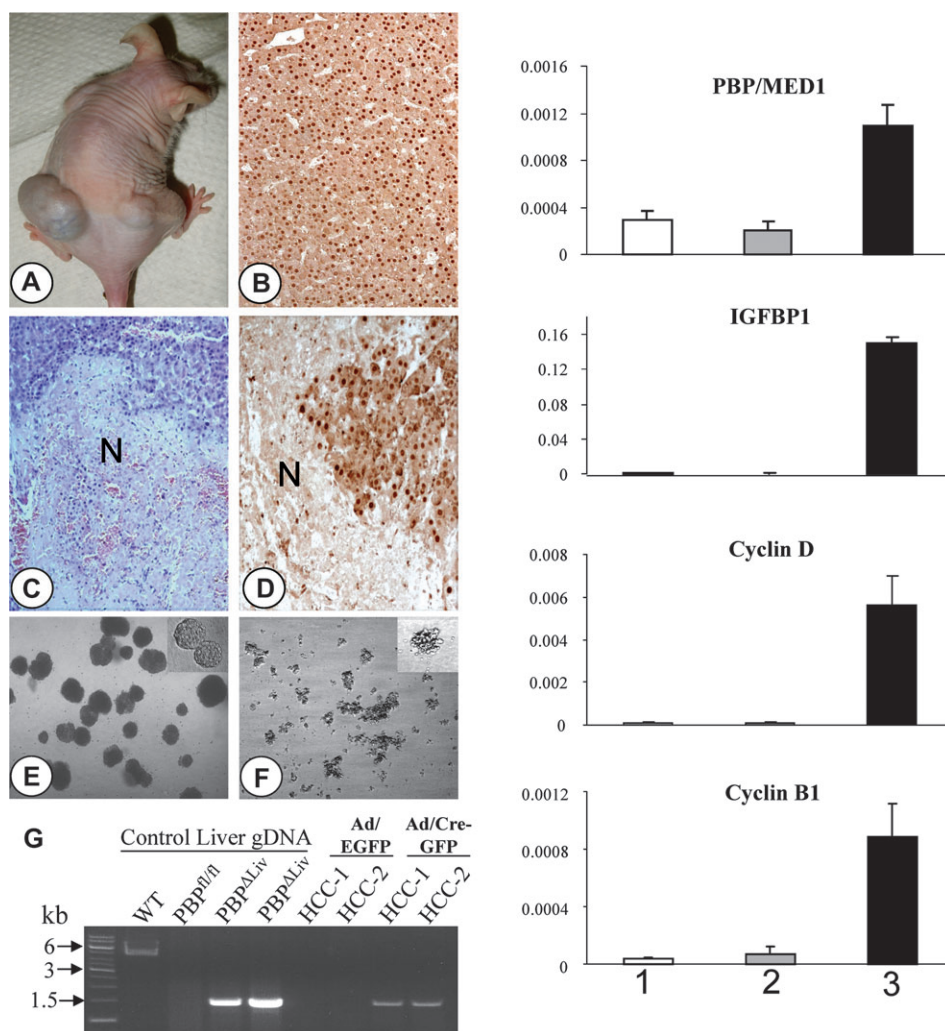 A
B
N
C
N
D
E
F
G
Control Liver gDNA
Ad/
EGFP
Ad/Cre-
GFP
WT
PBPfl/fl
PBPΔLiv
PBPΔLiv
HCC-1
HCC-2
HCC-1
HCC-2
kb
6
3
1.5
PBP/MED1
0.0016
0.0012
0.0008
0.0004
0
IGFBP1
0.16
0.12
0.08
0.04
0
Cyclin D
0.008
0.006
0.004
0.002
0
Cyclin B1
0.0012
0.0008
0.0004
0
1 2 3